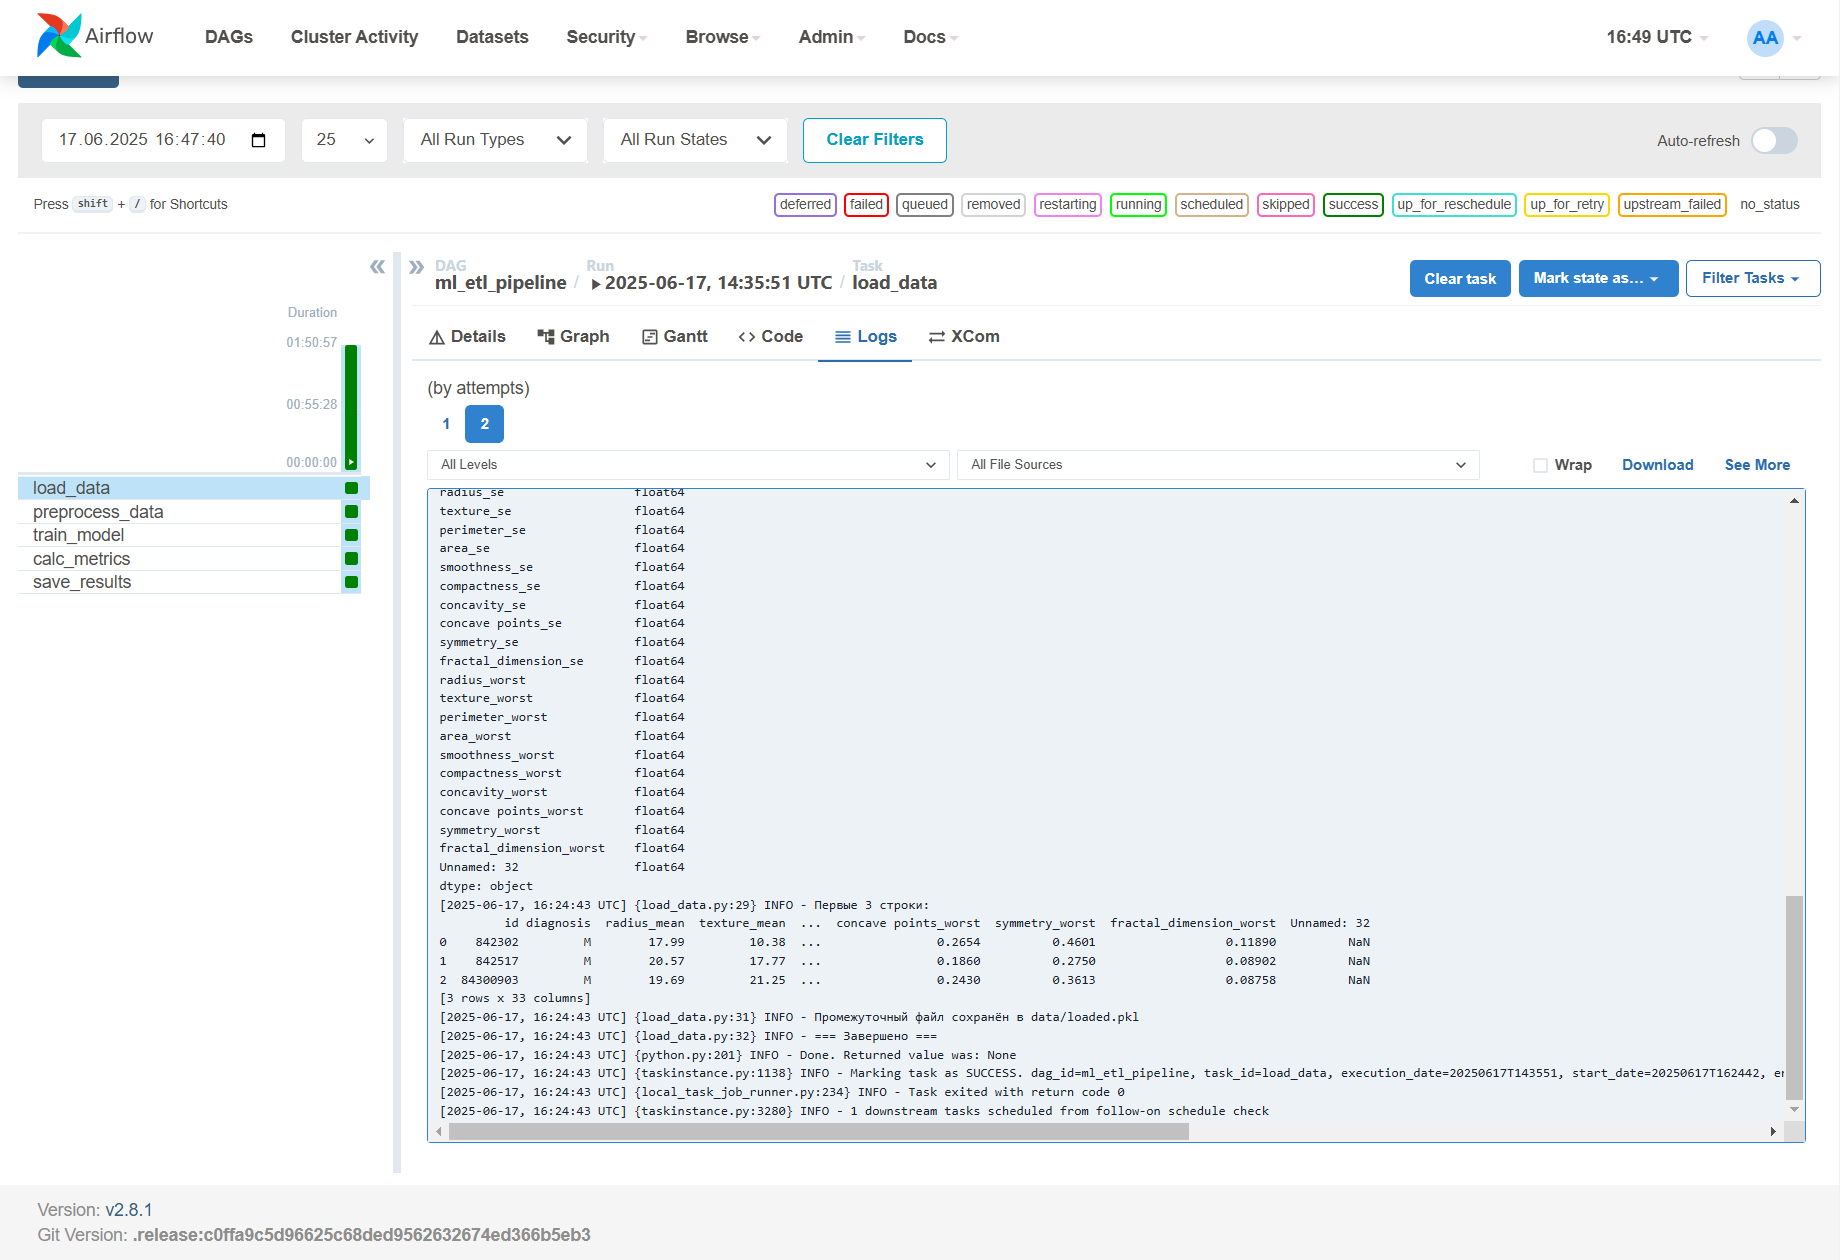 Airflow
DAGs
Cluster Activity
Datasets
Security
Browse
Admin
Docs
16:49 UTC
AA
17.06.2025 16:47:40
25
All Run Types
All Run States
Clear Filters
Auto-refresh
Press shift + / for Shortcuts
deferred
failed
queued
removed
restarting
running
scheduled
skipped
success
up_for_reschedule
up_for_retry
upstream_failed
no_status
Duration
01:50:57
00:55:28
00:00:00
load_data
preprocess_data
train_model
calc_metrics
save_results
DAG Run Task
ml_etl_pipeline / 2025-06-17, 14:35:51 UTC / load_data
Clear task
Mark state as...
Filter Tasks
Details
Graph
Gantt
Code
Logs
XCom
(by attempts)
1 2
All Levels
All File Sources
Wrap
Download
See More
radius_se float64
texture_se float64
perimeter_se float64
area_se float64
smoothness_se float64
compactness_se float64
concavity_se float64
concave points_se float64
symmetry_se float64
fractal_dimension_se float64
radius_worst float64
texture_worst float64
perimeter_worst float64
area_worst float64
smoothness_worst float64
compactness_worst float64
concavity_worst float64
concave points_worst float64
symmetry_worst float64
fractal_dimension_worst float64
Unnamed: 32 float64
dtype: object
[2025-06-17, 16:24:43 UTC] {load_data.py:29} INFO - Первые 3 строки:
id diagnosis radius_mean texture_mean ... concave points_worst symmetry_worst fractal_dimension_worst Unnamed: 32
0 842302 M 17.99 10.38 ... 0.2654 0.4601 0.11890 NaN
1 842517 M 20.57 17.77 ... 0.1860 0.2750 0.08902 NaN
2 84300903 M 19.69 21.25 ... 0.2430 0.3613 0.08758 NaN
[3 rows x 33 columns]
[2025-06-17, 16:24:43 UTC] {load_data.py:31} INFO - Промежуточный файл сохранён в data/loaded.pkl
[2025-06-17, 16:24:43 UTC] {load_data.py:32} INFO - === Завершено ===
[2025-06-17, 16:24:43 UTC] {python.py:201} INFO - Done. Returned value was: None
[2025-06-17, 16:24:43 UTC] {taskinstance.py:1138} INFO - Marking task as SUCCESS. dag_id=ml_etl_pipeline, task_id=load_data, execution_date=20250617T143551, start_date=20250617T162442, er
[2025-06-17, 16:24:43 UTC] {local_task_job_runner.py:234} INFO - Task exited with return code 0
[2025-06-17, 16:24:43 UTC] {taskinstance.py:3280} INFO - 1 downstream tasks scheduled from follow-on schedule check
Version: v2.8.1
Git Version: .release:c0ffa9c5d96625c68ded9562632674ed366b5eb3